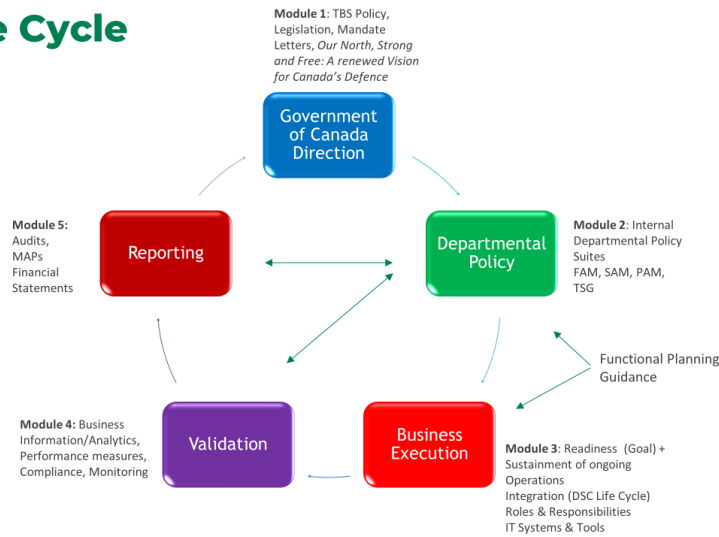 e Cycle
Module 1: TBS Policy,
Legislation, Mandate
Letters, Our North, Strong
and Free: A renewed Vision
for Canada's Defence
Government
of Canada
Direction
Module 5:
Audits,
MAPs
Financial
Statements
Reporting
Departmental
Policy
Module 2: Internal
Departmental Policy
Suites
FAM, SAM, PAM,
TSG
Functional Planning
Guidance
Module 4: Business
Information/Analytics,
Performance measures,
Compliance, Monitoring
Validation
Business
Execution
Module 3: Readiness (Goal) +
Sustainment of ongoing
Operations
Integration (DSC Life Cycle)
Roles & Responsibilities
IT Systems & Tools